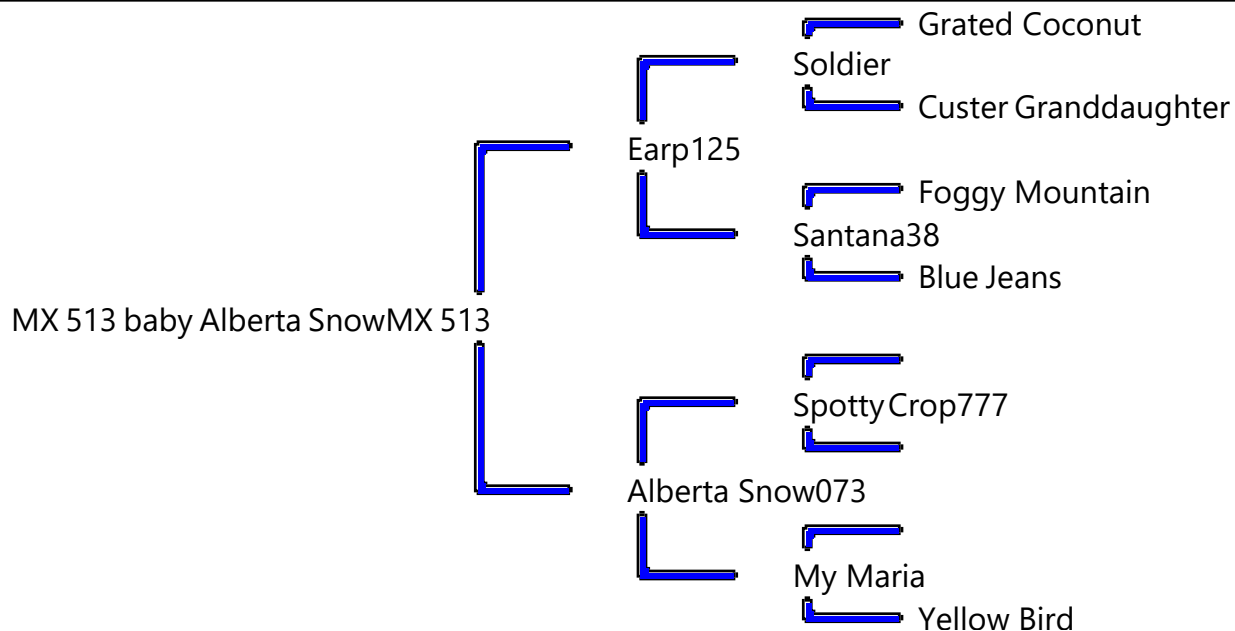 Grated Coconut
Soldier
Custer Granddaughter
Earp125
Foggy Mountain
Santana38
Blue Jeans
MX 513 baby Alberta SnowMX 513
SpottyCrop777
Alberta Snow073
My Maria
Yellow Bird